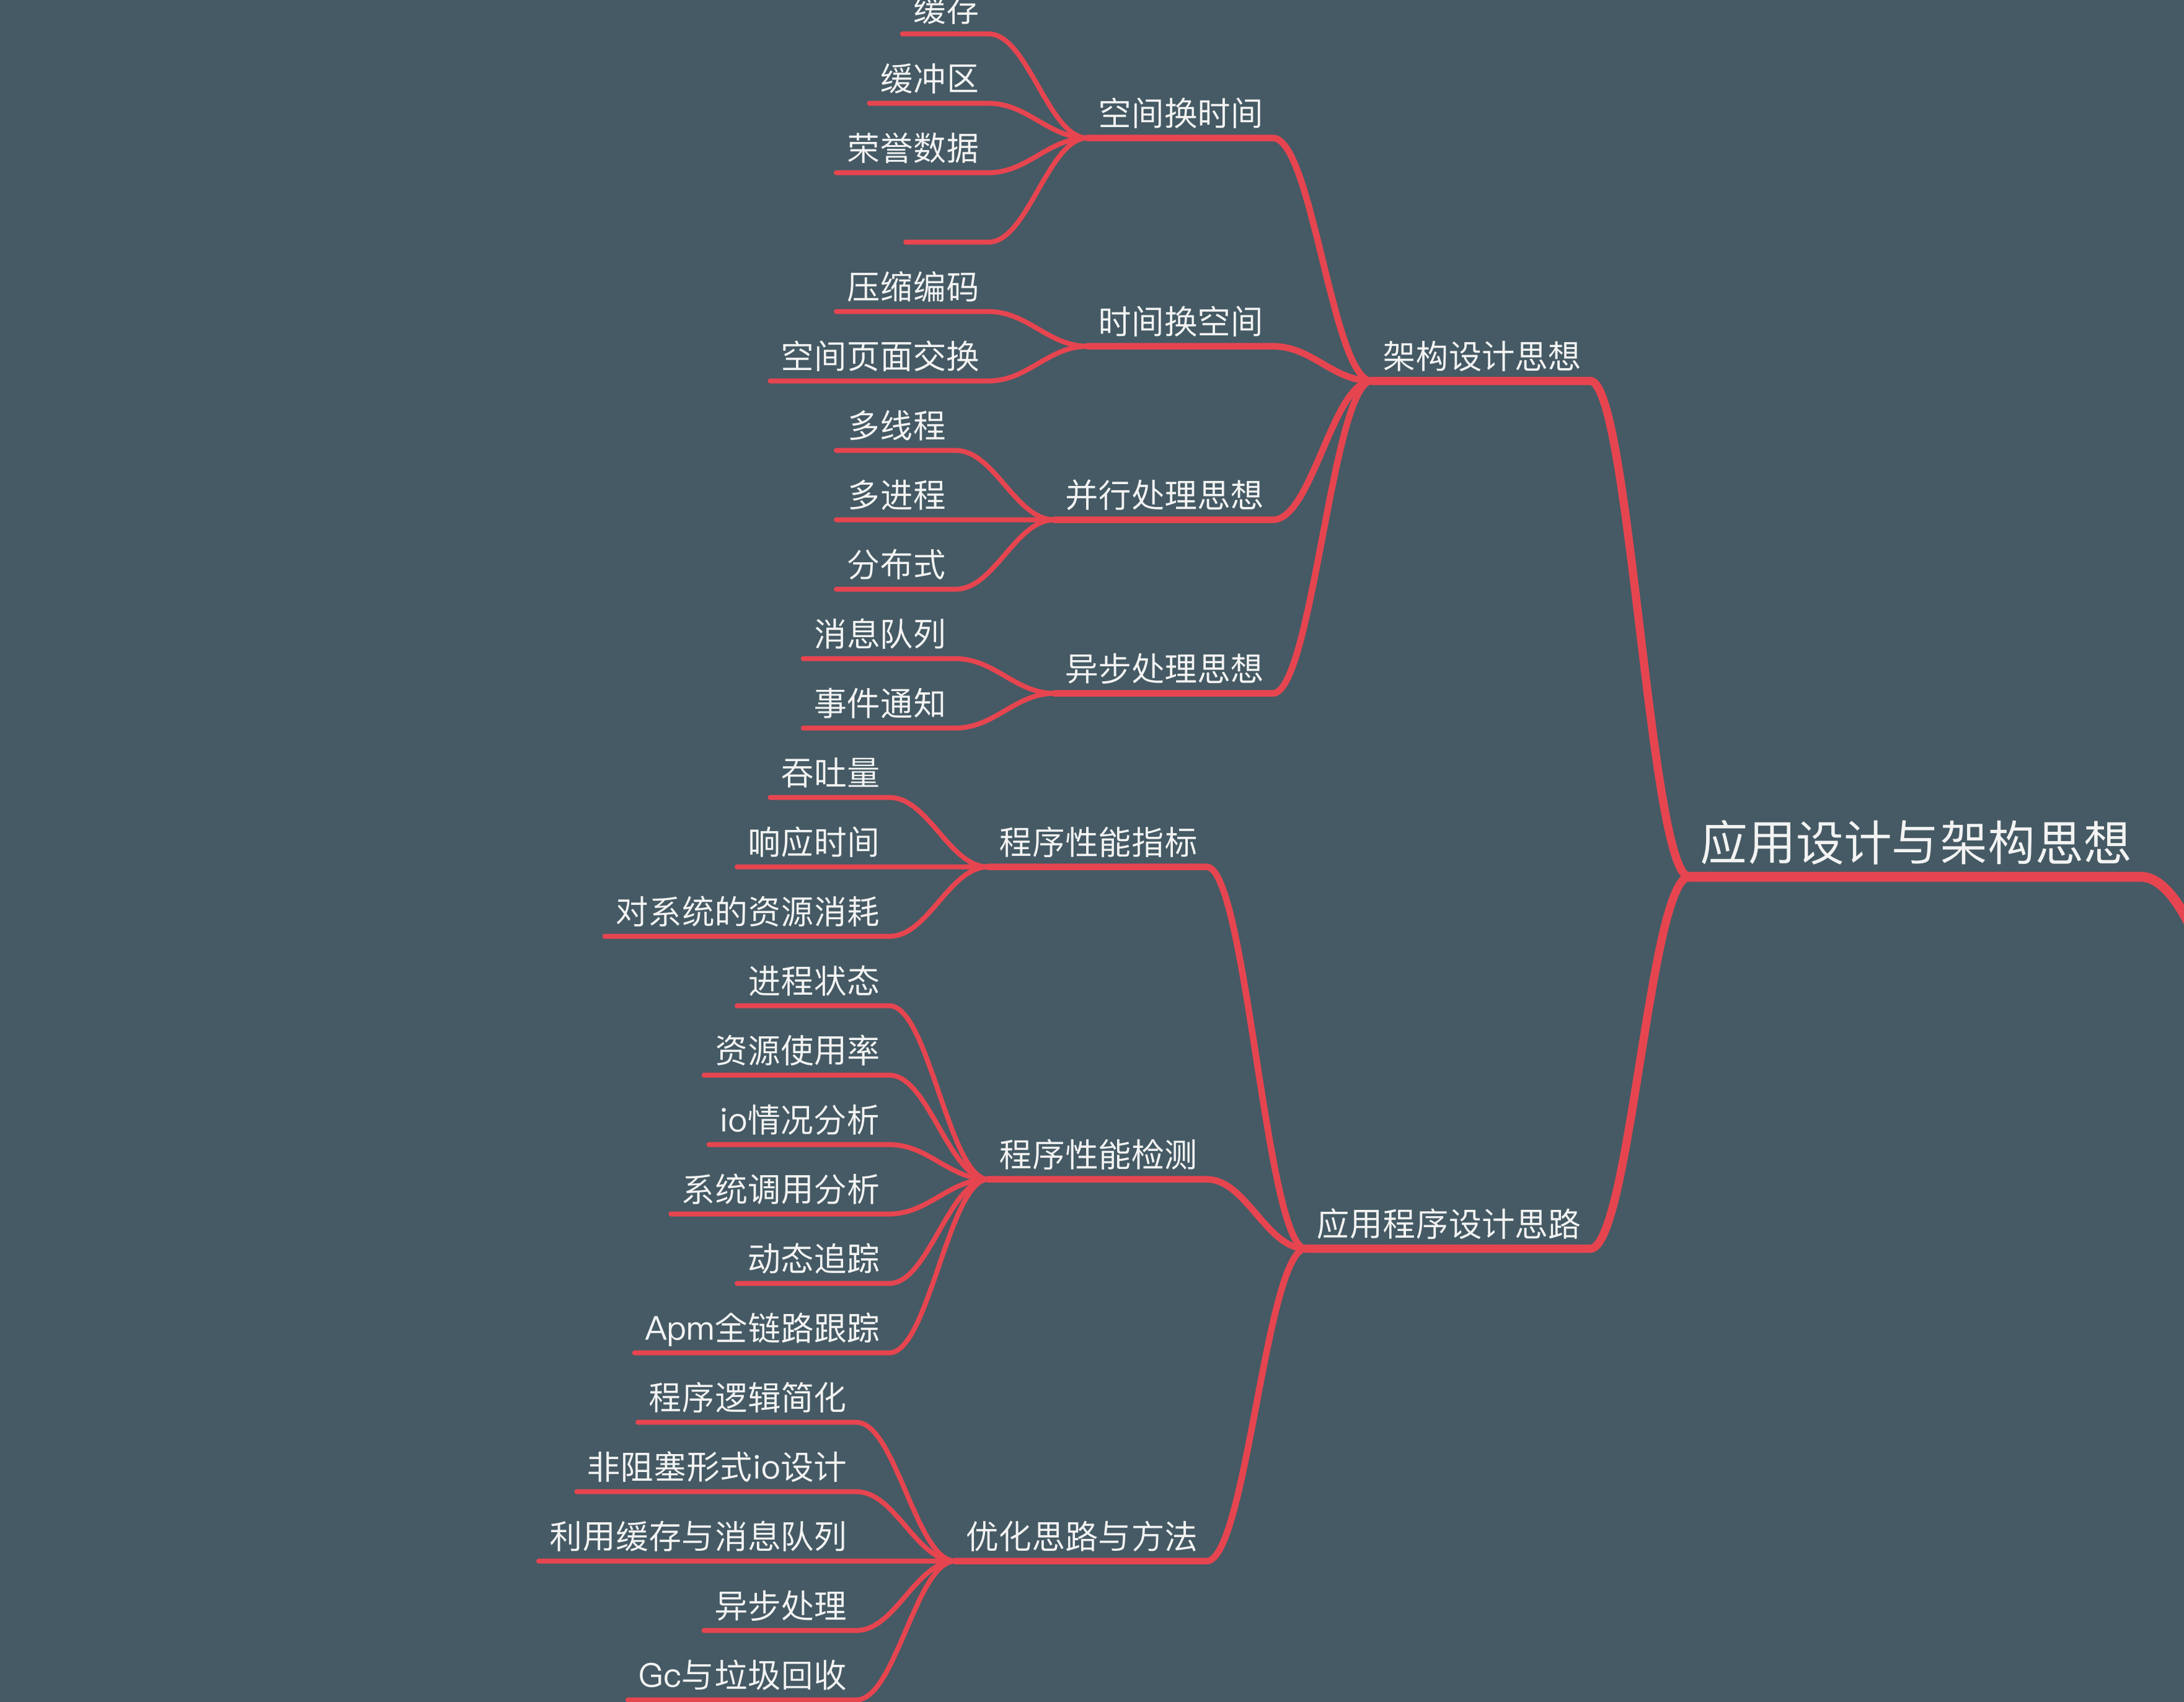 缓存
缓冲区
空间换时间
荣誉数据
压缩编码
时间换空间
空间页面交换
架构设计思想
多线程
多进程
并行处理思想
分布式
消息队列
异步处理思想
事件通知
吞吐量
响应时间
程序性能指标
应用设计与架构思想
对系统的资源消耗
进程状态
资源使用率
io情况分析
程序性能检测
系统调用分析
应用程序设计思路
动态追踪
Apm全链路跟踪
程序逻辑简化
非阻塞形式io设计
利用缓存与消息队列
优化思路与方法
异步处理
Gc与垃圾回收